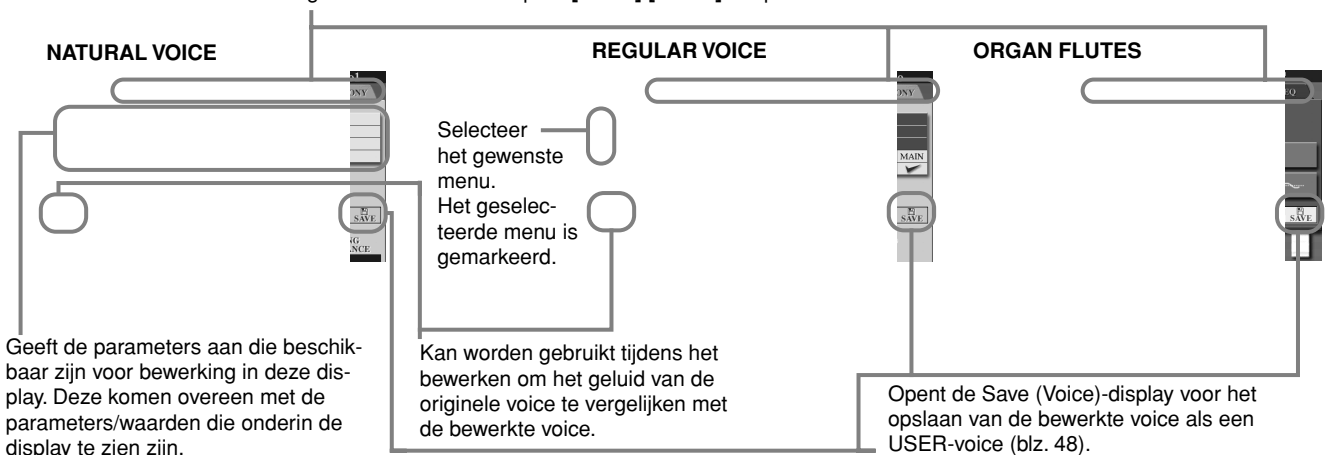 NATURAL VOICE
REGULAR VOICE
ORGAN FLUTES
Selecteer
het gewenste
menu.
Het geselec-
teerde menu is
gemarkeerd.
MAIN
SAVE
SAVE
SAVE
Geeft de parameters aan die beschik-
baar zijn voor bewerking in deze dis-
play. Deze komen overeen met de
parameters/waarden die onderin de
display te zien zijn.
Kan worden gebruikt tijdens het
bewerken om het geluid van de
originele voice te vergelijken met
de bewerkte voice.
Opent de Save (Voice)-display voor het
opslaan van de bewerkte voice als een
USER-voice (blz. 48).